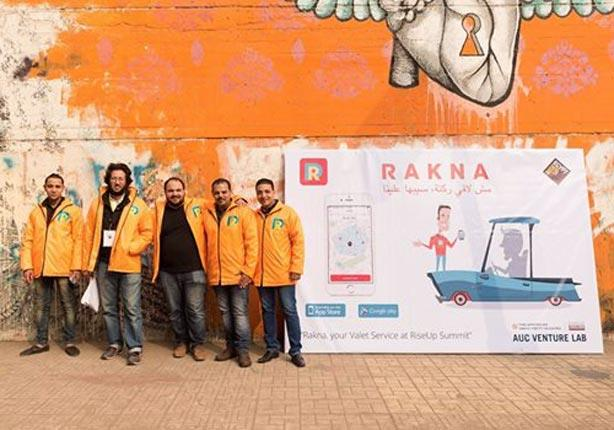 R
RAKNA
مش لاقي ركنة، سيبها علينا
App Store
Google play
"Rakna, your Valet Service at RiseUp Summit"
AUC VENTURE LAB